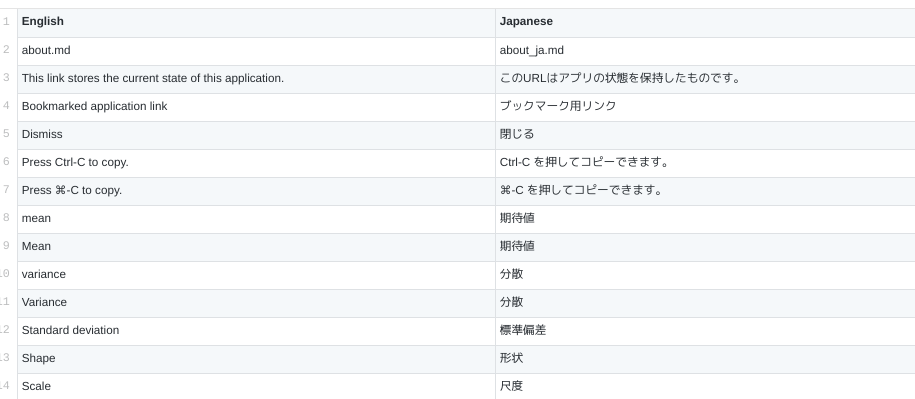 1 English Japanese
2 about.md about_ja.md
3 This link stores the current state of this application. このURLはアプリの状態を保持したものです。
4 Bookmarked application link ブックマーク用リンク
5 Dismiss 閉じる
6 Press Ctrl-C to copy. Ctrl-C を押してコピーできます。
7 Press ⌘-C to copy. ⌘-C を押してコピーできます。
8 mean 期待値
9 Mean 期待値
10 variance 分散
11 Variance 分散
12 Standard deviation 標準偏差
13 Shape 形状
14 Scale 尺度